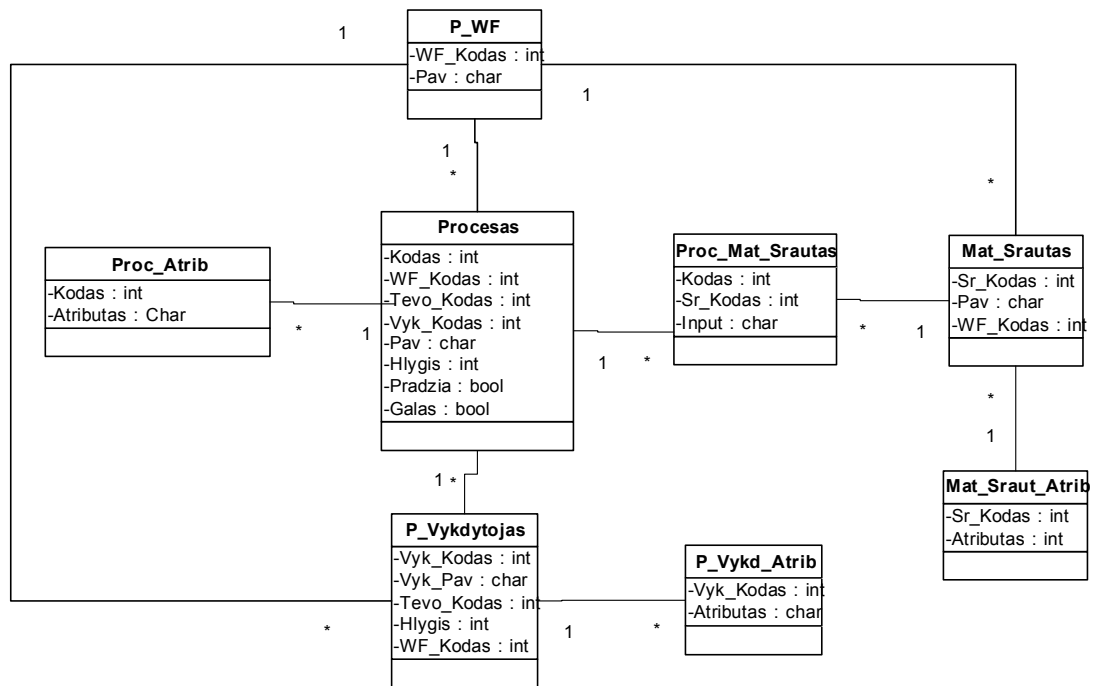 P_WF
-WF_Kodas : int
-Pav : char
1
1
1
*
*
Procesas
-Kodas : int
-WF_Kodas : int
-Tevo_Kodas : int
-Vyk_Kodas : int
-Pav : char
-Hlygis : int
-Pradzia : bool
-Galas : bool
Proc_Atrib
-Kodas : int
-Atributas : Char
*
1
Proc_Mat_Srautas
-Kodas : int
-Sr_Kodas : int
-Input : char
1
*
Mat_Srautas
-Sr_Kodas : int
-Pav : char
-WF_Kodas : int
*
1
*
1
Mat_Sraut_Atrib
-Sr_Kodas : int
-Atributas : int
1
*
P_Vykdytojas
-Vyk_Kodas : int
-Vyk_Pav : char
-Tevo_Kodas : int
-Hlygis : int
-WF_Kodas : int
*
1
*
P_Vykd_Atrib
-Vyk_Kodas : int
-Atributas : char